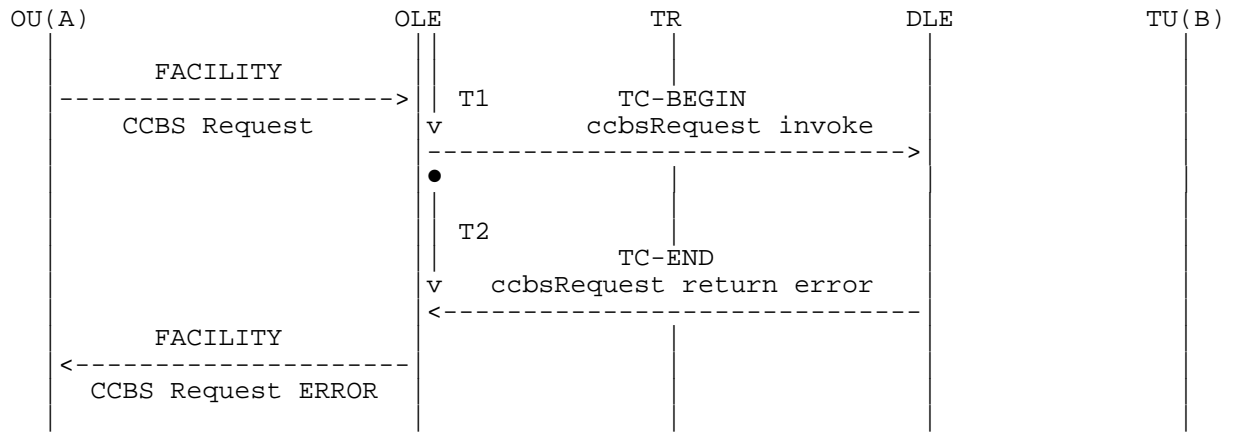 OU(A) OLE TR DLE TU(B)
FACILITY
T1 TC-BEGIN
CCBS Request v ccbsRequest invoke
T2
TC-END
v ccbsRequest return error
FACILITY
CCBS Request ERROR